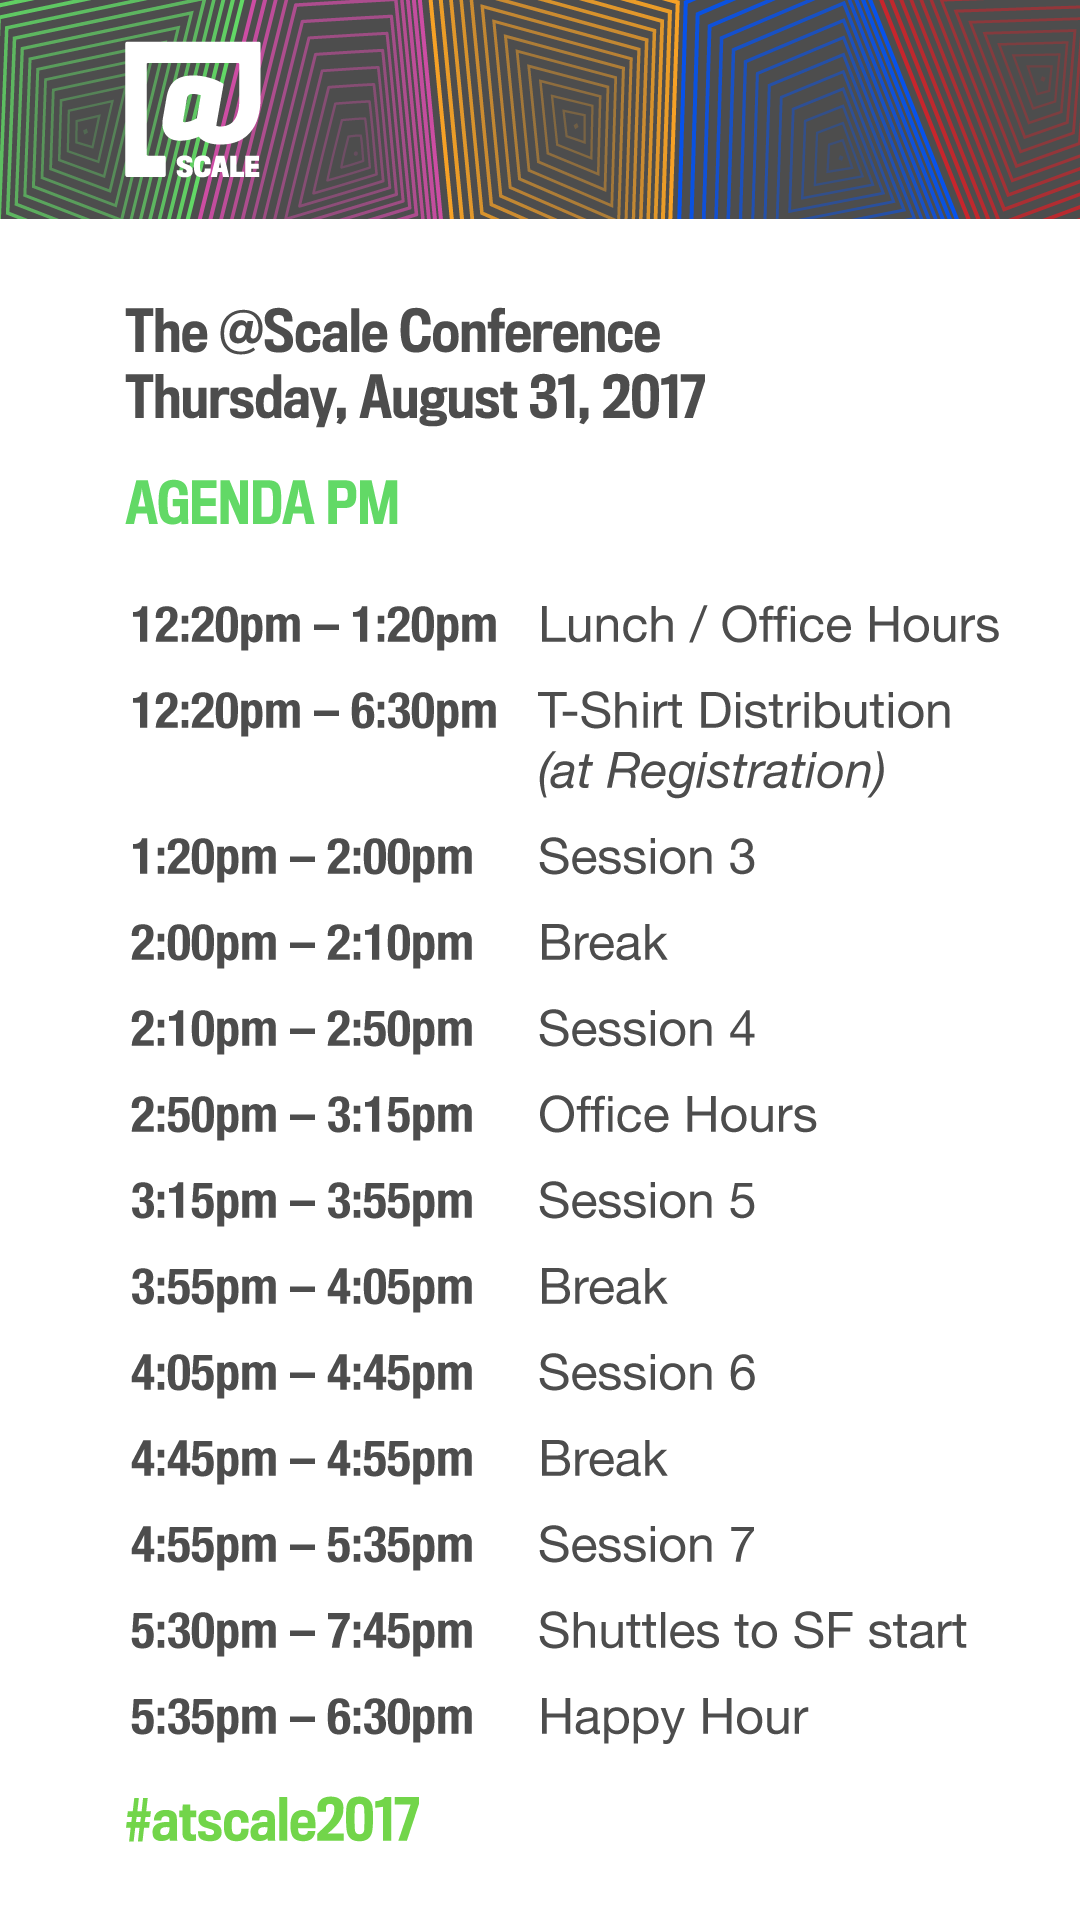 @
SCALE
The @Scale Conference
Thursday, August 31, 2017
AGENDA PM
12:20pm – 1:20pm Lunch / Office Hours
12:20pm – 6:30pm T-Shirt Distribution
(at Registration)
1:20pm – 2:00pm Session 3
2:00pm – 2:10pm Break
2:10pm – 2:50pm Session 4
2:50pm – 3:15pm Office Hours
3:15pm – 3:55pm Session 5
3:55pm – 4:05pm Break
4:05pm – 4:45pm Session 6
4:45pm – 4:55pm Break
4:55pm – 5:35pm Session 7
5:30pm – 7:45pm Shuttles to SF start
5:35pm – 6:30pm Happy Hour
#atscale2017